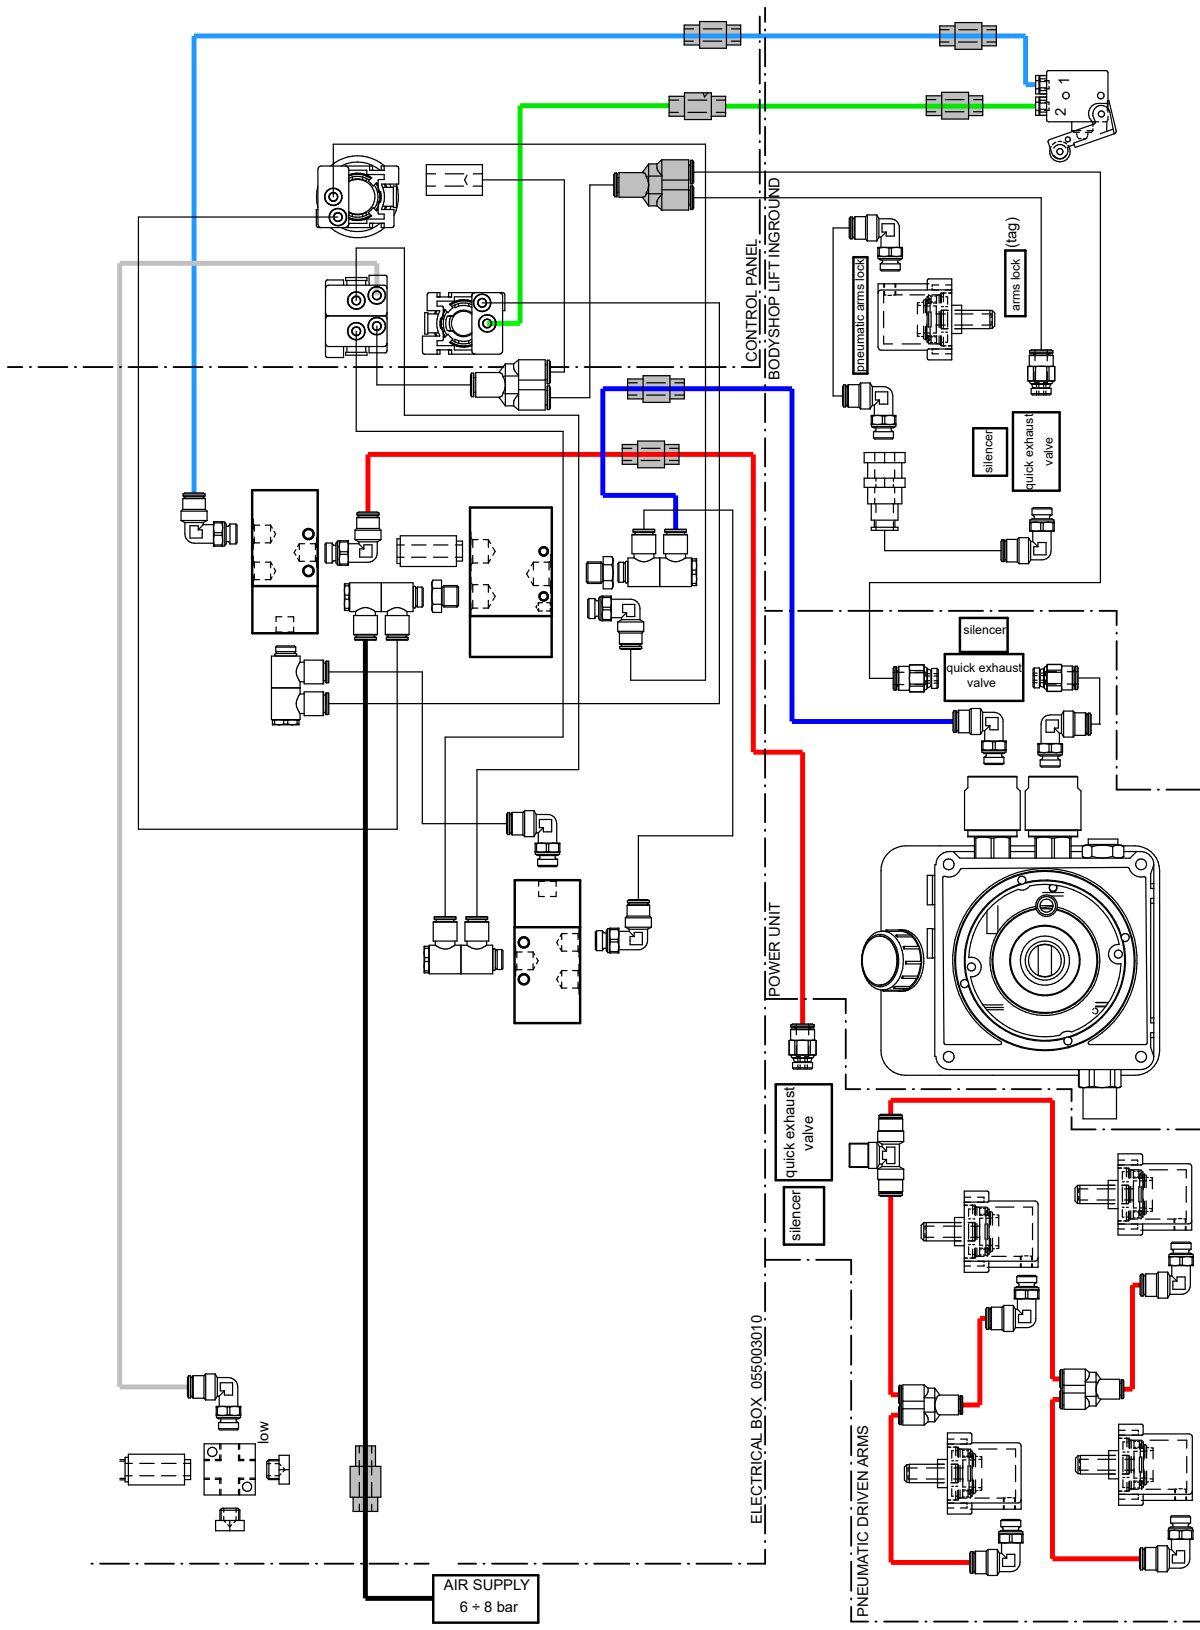 1
2
CONTROL PANEL
BODYSHOP LIFT INGROUND
pneumatic arms lock
arms lock
(tag)
silencer
quick exhaust
valve
silencer
quick exhaust
valve
POWER UNIT
quick exhaust
valve
silencer
ELECTRICAL BOX 055003010
PNEUMATIC DRIVEN ARMS
low
AIR SUPPLY
6 ÷ 8 bar